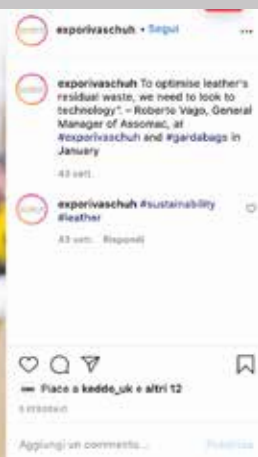 exporivaschuh • Segui
exporivaschuh To optimise leather's
residual waste, we need to look to
technology". – Roberto Vago, General
Manager of Assomac, at
#exporivaschuh and #gardabags in
January
43 sett.
exporivaschuh #sustainability
#leather
43 sett. Rispondi
Piace a kedde_uk e altri 12
Aggiungi un commento...